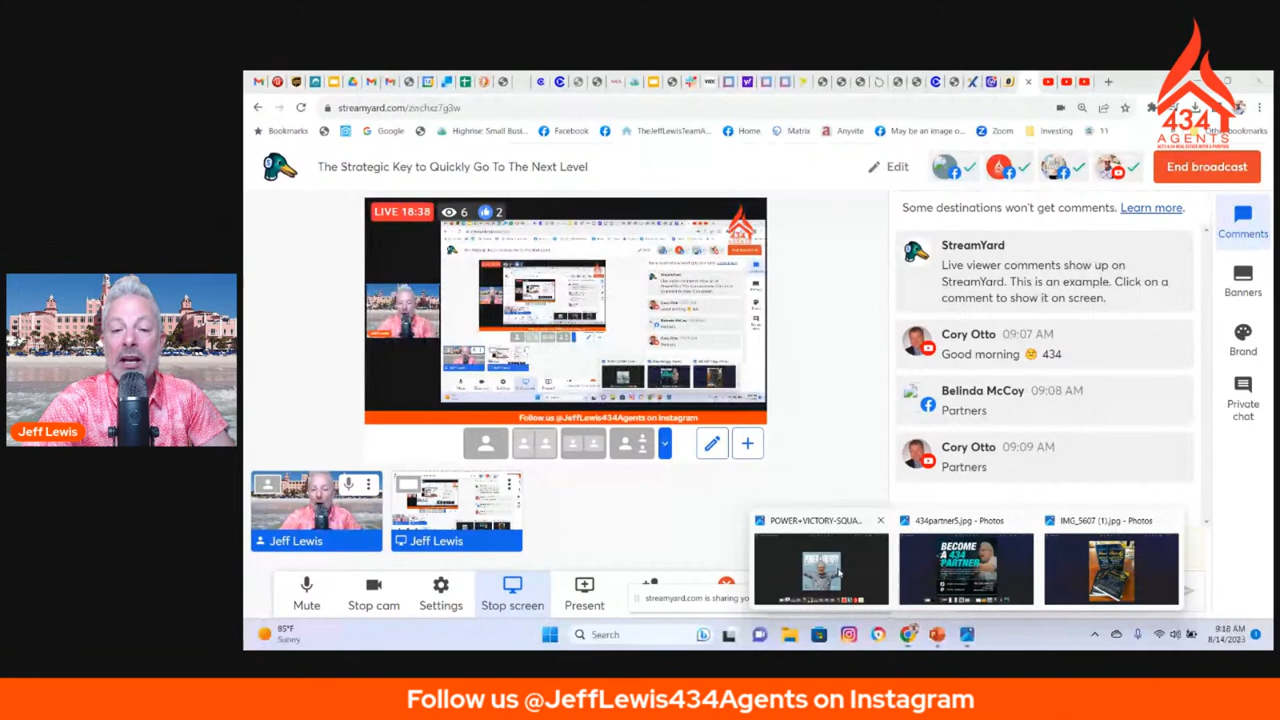 434
AGENTS
streamyard.com/zwchxz7g3w
Bookmarks
Google
Highrise: Small Busi...
Facebook
TheJeffLewisTeamA...
Home
Matrix
Anyvite
May be an image o...
Zoom
Investing
11
Other bookmarks
The Strategic Key to Quickly Go To The Next Level
Edit
End broadcast
LIVE 18:38
6
2
Follow us @JeffLewis434Agents on Instagram
Some destinations won't get comments. Learn more.
StreamYard
Live viewer comments show up on
StreamYard. This is an example. Click on a
comment to show it on screen.
Cory Otto 09:07 AM
Good morning 434
Belinda McCoy 09:08 AM
Partners
Cory Otto 09:09 AM
Partners
Comments
Banners
Brand
Private
chat
Jeff Lewis
Jeff Lewis
Jeff Lewis
POWER+VICTORY-SQUA...
434partner5.jpg - Photos
IMG_5607 (1).jpg - Photos
BECOME
A 434
PARTNER
Mute
Stop cam
Settings
Stop screen
Present
streamyard.com is sharing yo
85°F
Sunny
Search
9:18 AM
8/14/2023
Follow us @JeffLewis434Agents on Instagram